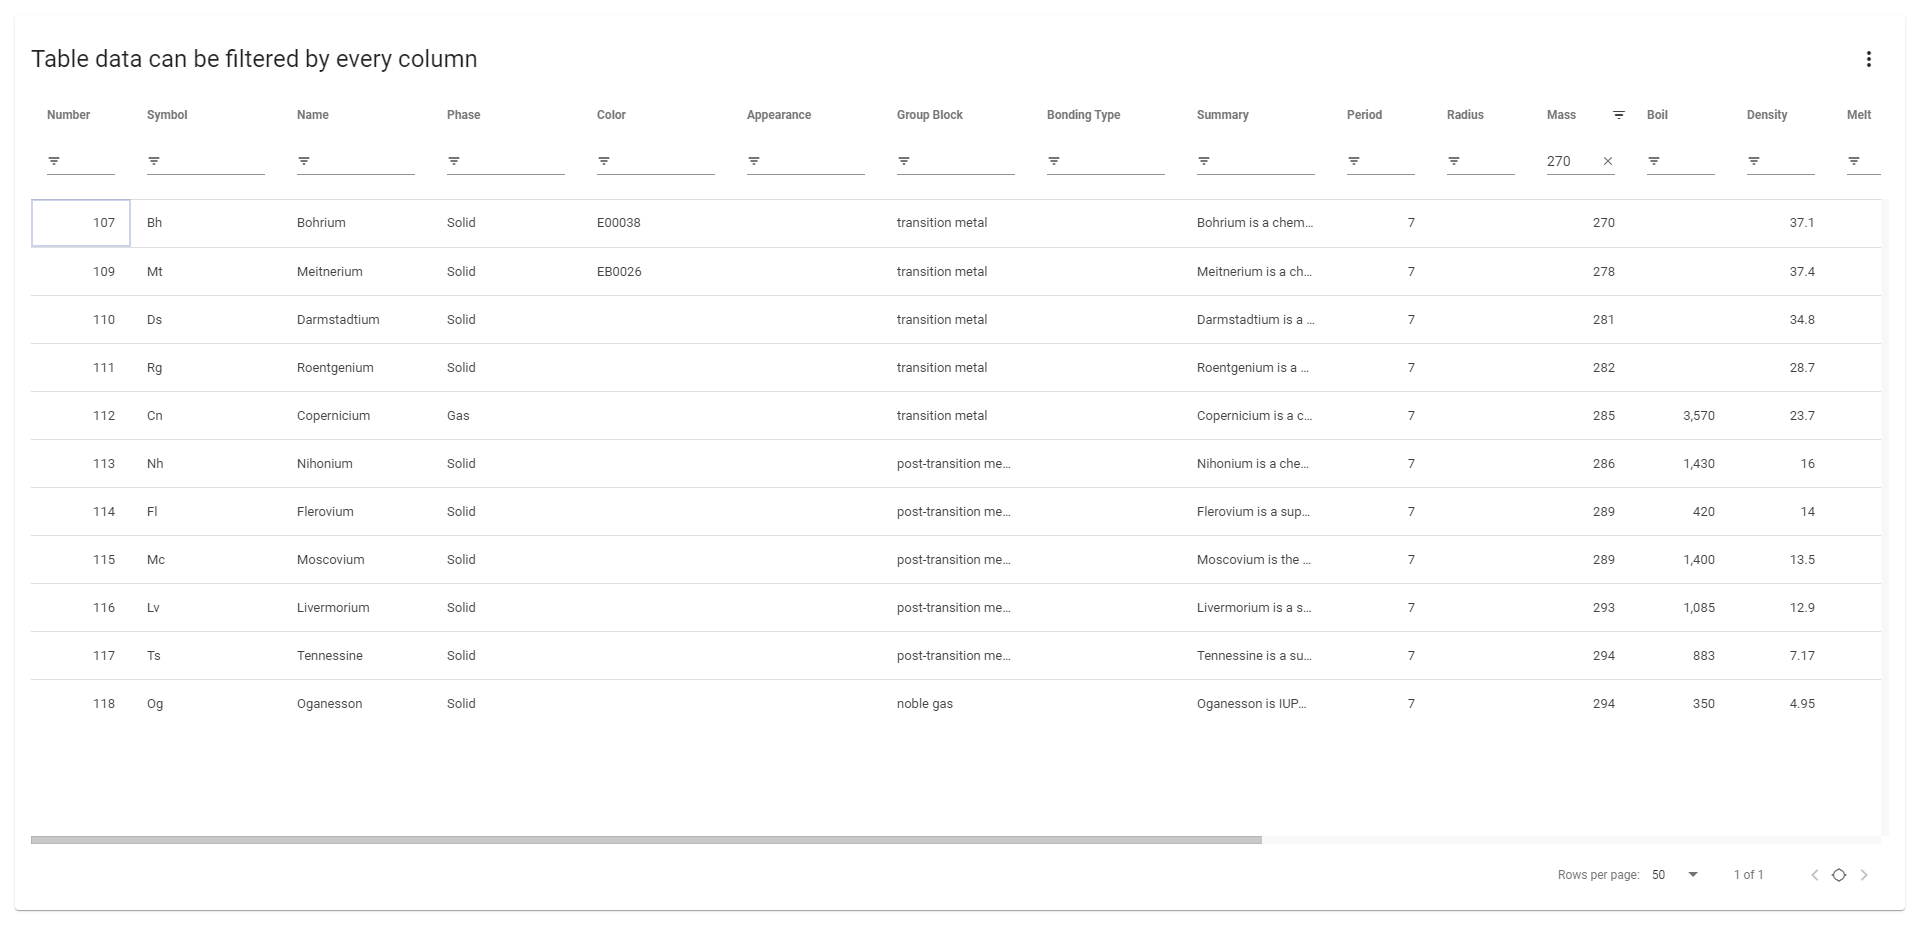 Table data can be filtered by every column
Number Symbol Name Phase Color Appearance Group Block Bonding Type Summary Period Radius Mass Boil Density Melt
270
107 Bh Bohrium Solid E00038 transition metal Bohrium is a chem... 7 270 37.1
109 Mt Meitnerium Solid EB0026 transition metal Meitnerium is a ch... 7 278 37.4
110 Ds Darmstadtium Solid transition metal Darmstadtium is a ... 7 281 34.8
111 Rg Roentgenium Solid transition metal Roentgenium is a ... 7 282 28.7
112 Cn Copernicium Gas transition metal Copernicium is a c... 7 285 3,570 23.7
113 Nh Nihonium Solid post-transition me... Nihonium is a che... 7 286 1,430 16
114 Fl Flerovium Solid post-transition me... Flerovium is a sup... 7 289 420 14
115 Mc Moscovium Solid post-transition me... Moscovium is the ... 7 289 1,400 13.5
116 Lv Livermorium Solid post-transition me... Livermorium is a s... 7 293 1,085 12.9
117 Ts Tennessine Solid post-transition me... Tennessine is a su... 7 294 883 7.17
118 Og Oganesson Solid noble gas Oganesson is IUP... 7 294 350 4.95
Rows per page: 50 1 of 1